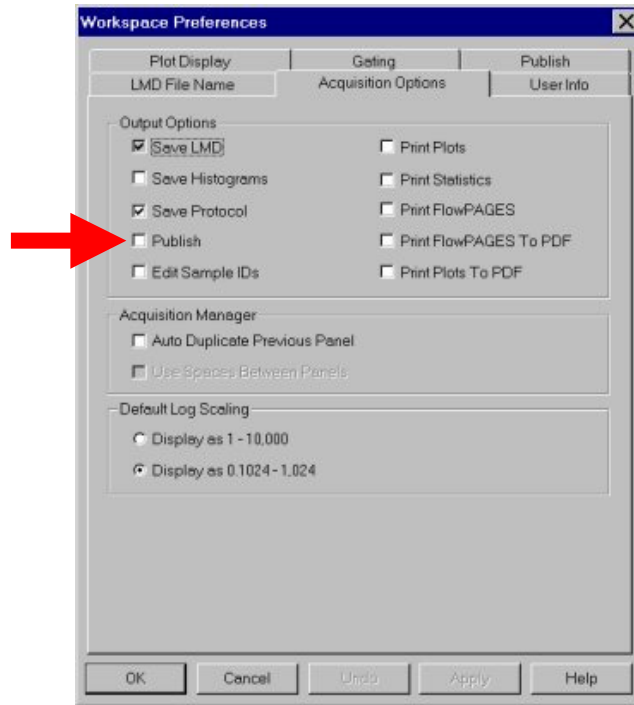 Workspace Preferences
Plot Display
Gating
Publish
LMD File Name
Acquisition Options
User Info
Output Options
Save LMD
Print Plots
Save Histograms
Print Statistics
Save Protocol
Print FlowPAGES
Publish
Print FlowPAGES To PDF
Edit Sample IDs
Print Plots To PDF
Acquisition Manager
Auto Duplicate Previous Panel
Use Spaces Between Panels
Default Log Scaling
Display as 1 - 10,000
Display as 0.1024 - 1,024
OK
Cancel
Undo
Apply
Help